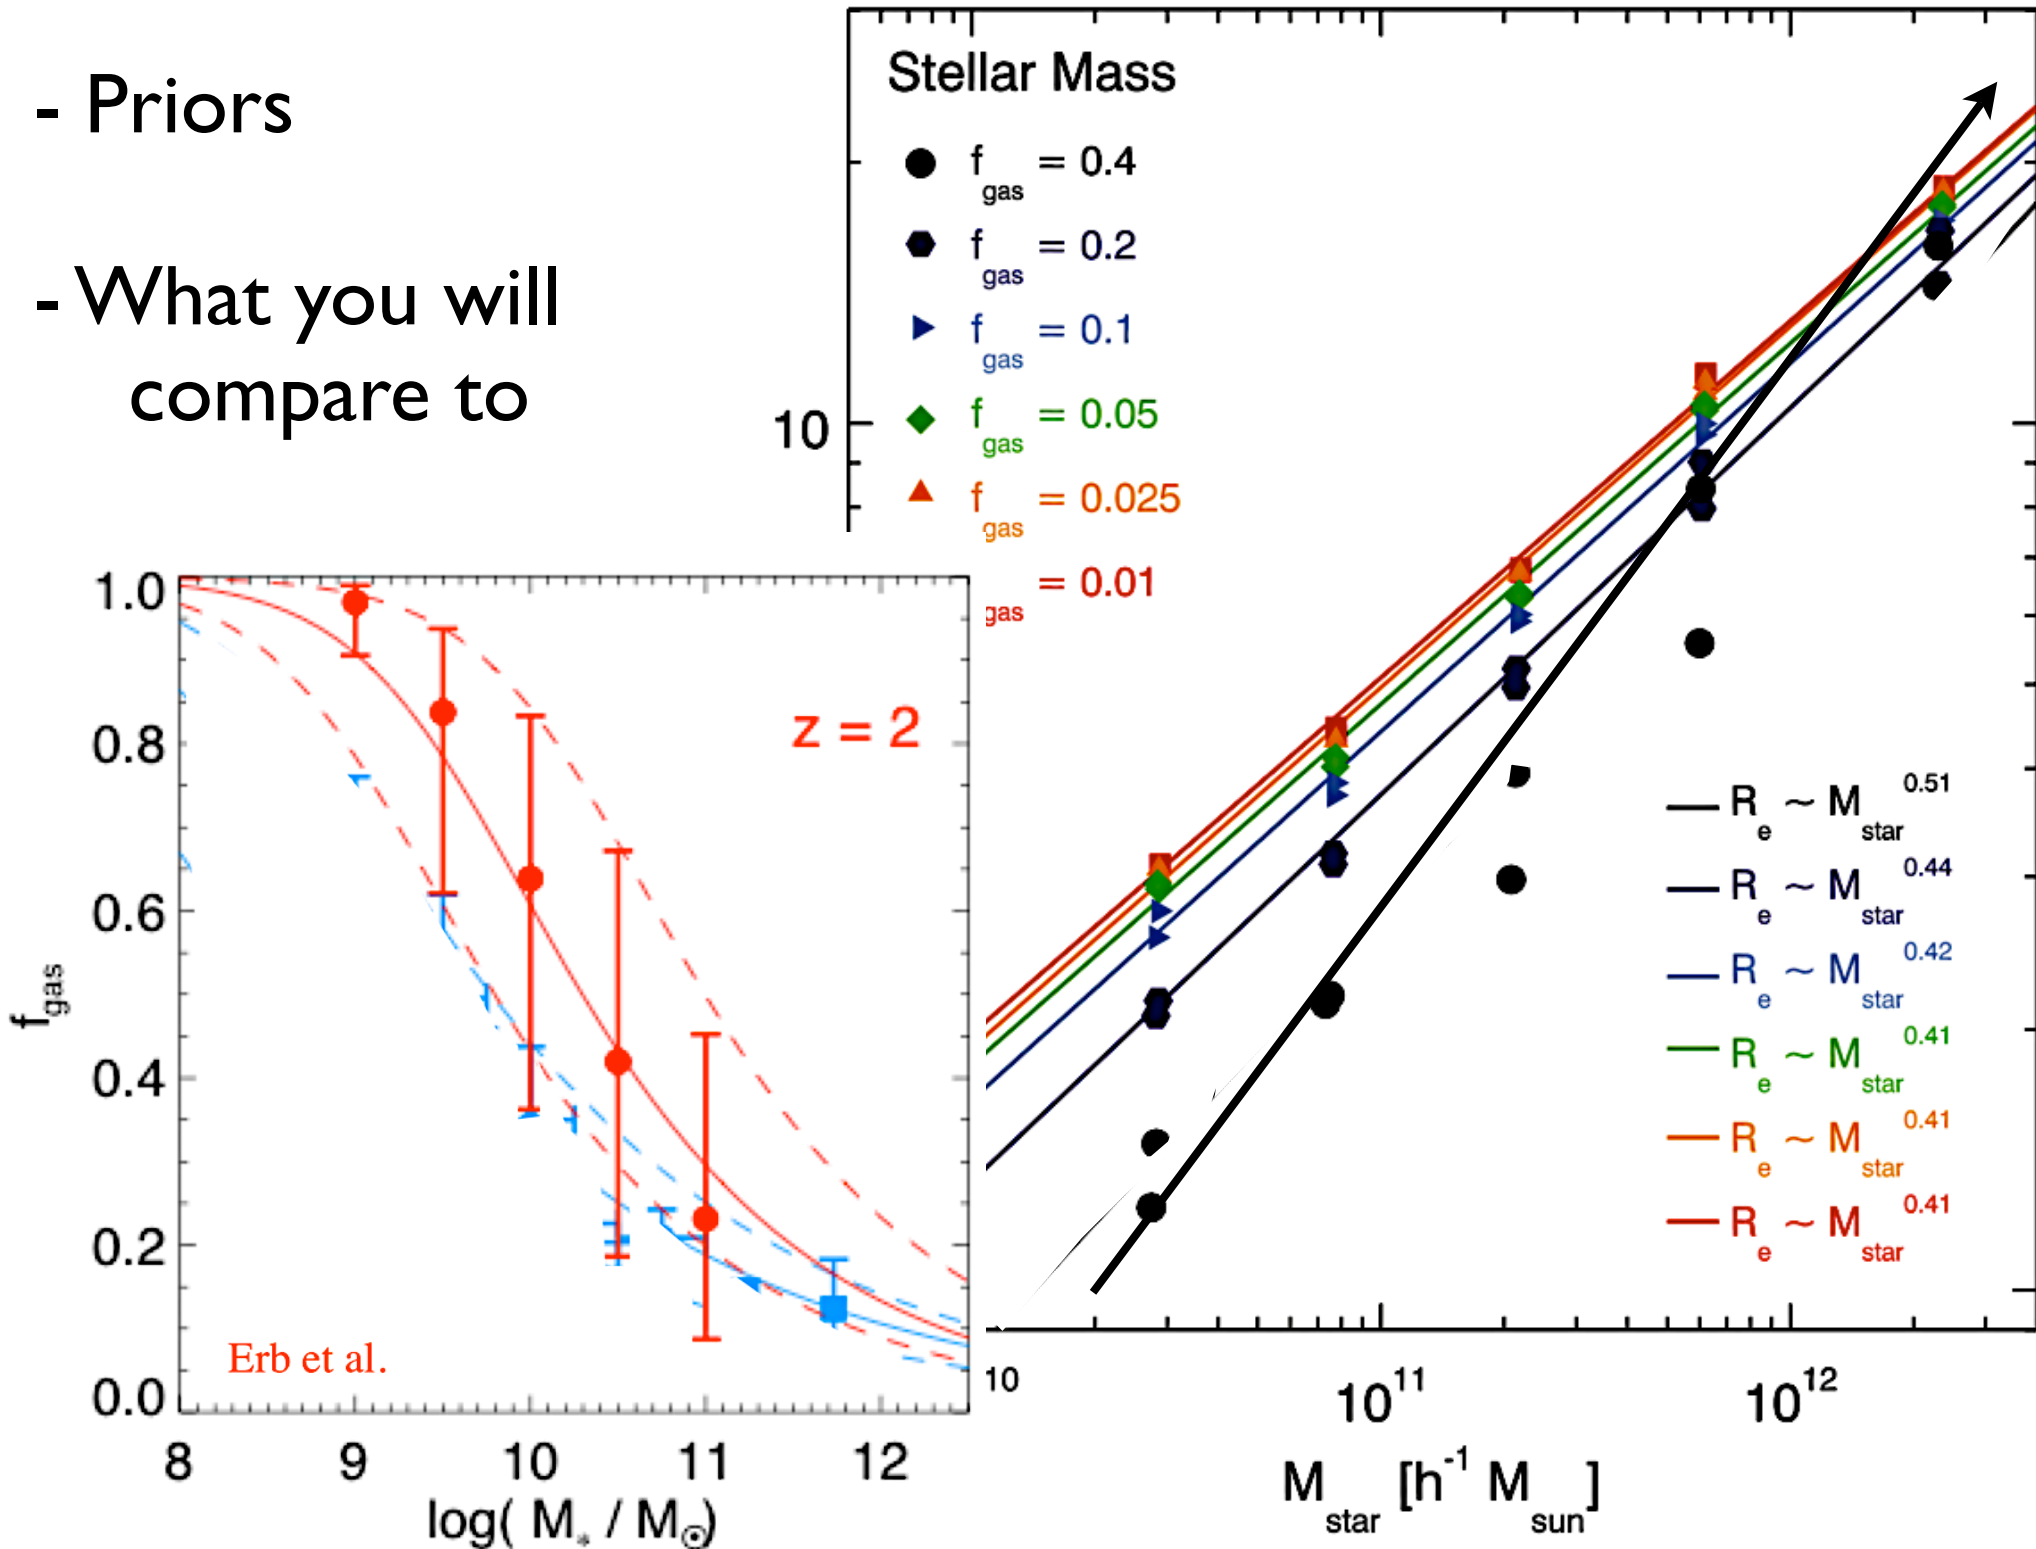 - Priors
- What you will
compare to
Stellar Mass
f gas = 0.4
f gas = 0.2
f gas = 0.1
f gas = 0.05
f gas = 0.025
gas = 0.01
10
R e ~ M star 0.51
R e ~ M star 0.44
R e ~ M star 0.42
R e ~ M star 0.41
R e ~ M star 0.41
R e ~ M star 0.41
10
10^11
10^12
M star [h^-1 M sun]
1.0
0.8
0.6
0.4
0.2
0.0
f gas
z = 2
Erb et al.
8
9
10
11
12
log( M* / M⊙)